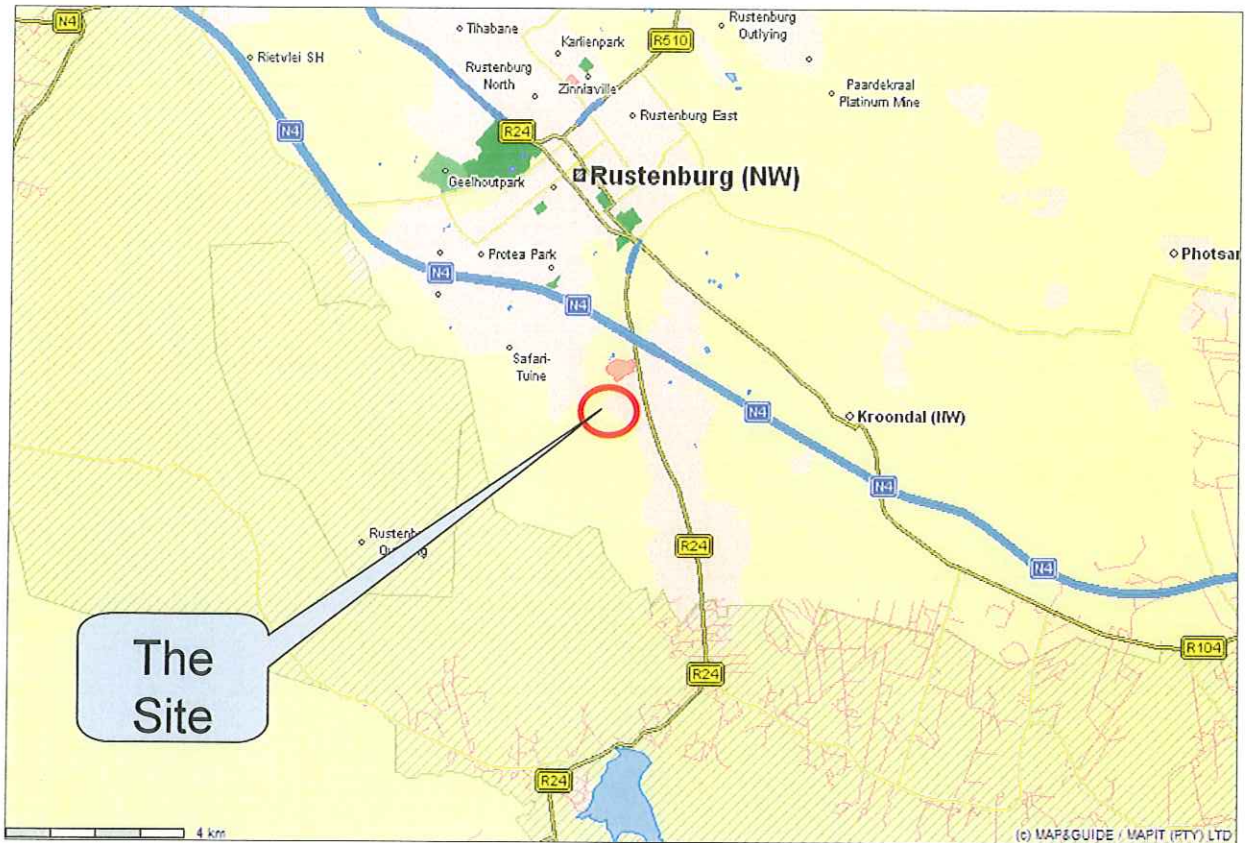 N4
Tlhabane
Karlienpark
R510
Rustenburg
Outlying
Rietvlei SH
Rustenburg
North
Zinniaville
Paardekraal
Platinum Mine
N4
R24
Rustenburg East
Geelhoutpark
Rustenburg (NW)
Protea Park
N4
N4
Safari-
Tuine
N4
Kroondal (NW)
N4
R24
N4
The
Site
R24
R104
R24
4 km
(c) MAP&GUIDE / MAPIT (PTY) LTD